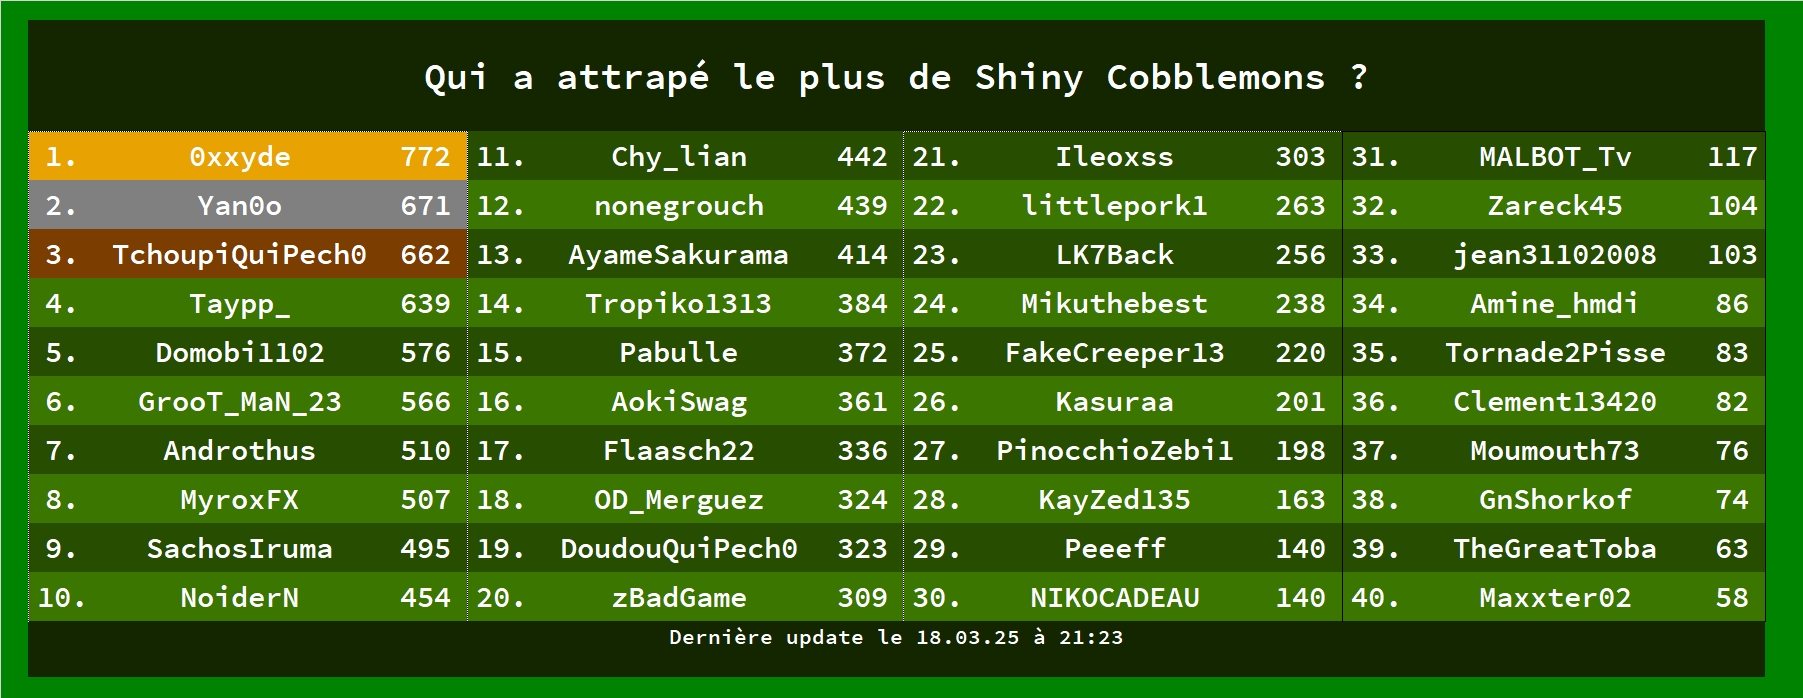 Qui a attrapé le plus de Shiny Cobblemons ?
1. 0xxyde 772 11. Chy_lian 442 21. Ileoxss 303 31. MALBOT_Tv 117
2. Yan0o 671 12. nonegrouch 439 22. littlepork1 263 32. Zareck45 104
3. TchoupiQuiPech0 662 13. AyameSakurama 414 23. LK7Back 256 33. jean31102008 103
4. Taypp_ 639 14. Tropiko1313 384 24. Mikuthebest 238 34. Amine_hmdi 86
5. Domobi1102 576 15. Pabulle 372 25. FakeCreeper13 220 35. Tornade2Pisse 83
6. GrooT_MaN_23 566 16. AokiSwag 361 26. Kasuraa 201 36. Clement13420 82
7. Androthus 510 17. Flaasch22 336 27. PinocchioZebi1 198 37. Moumouth73 76
8. MyroxFX 507 18. OD_Merguez 324 28. KayZed135 163 38. GnShorkof 74
9. SachosIruma 495 19. DoudouQuiPech0 323 29. Peeeff 140 39. TheGreatToba 63
10. NoiderN 454 20. zBadGame 309 30. NIKOCADEAU 140 40. Maxxter02 58
Dernière update le 18.03.25 à 21:23